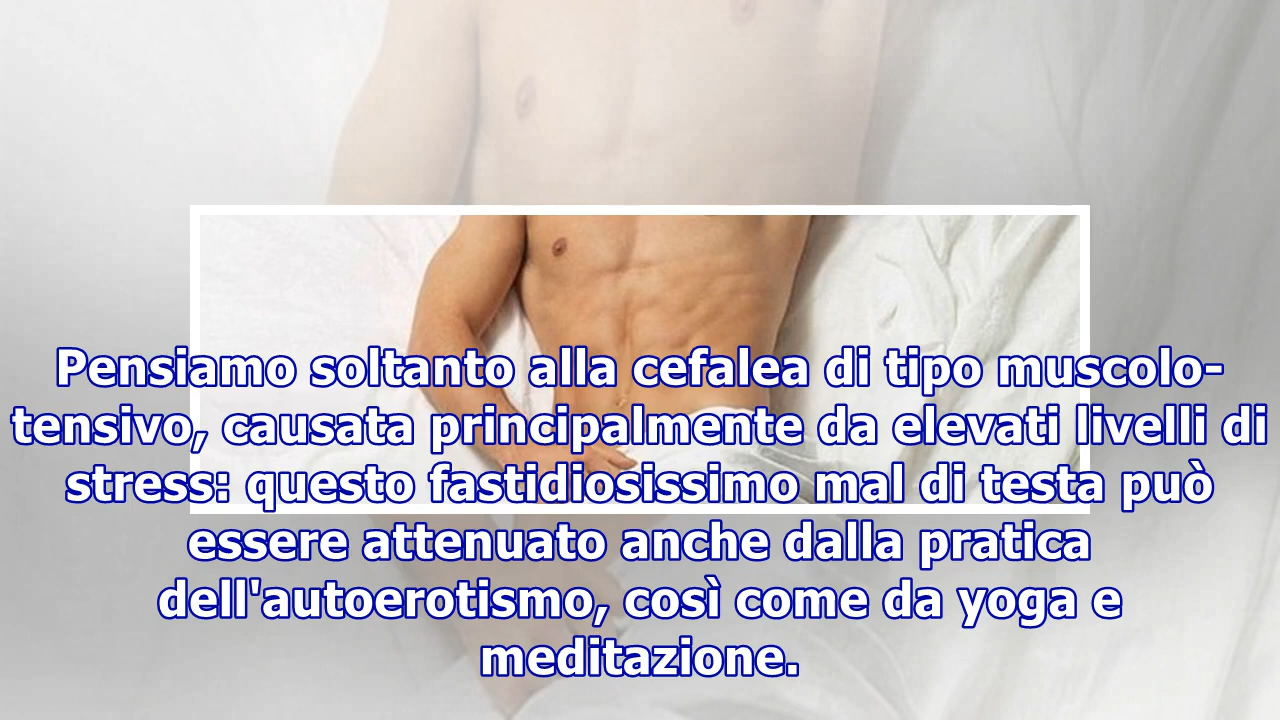 Pensiamo soltanto alla cefalea di tipo muscolo-
tensivo, causata principalmente da elevati livelli di
stress: questo fastidiosissimo mal di testa può
essere attenuato anche dalla pratica
dell'autoerotismo, così come da yoga e
meditazione.